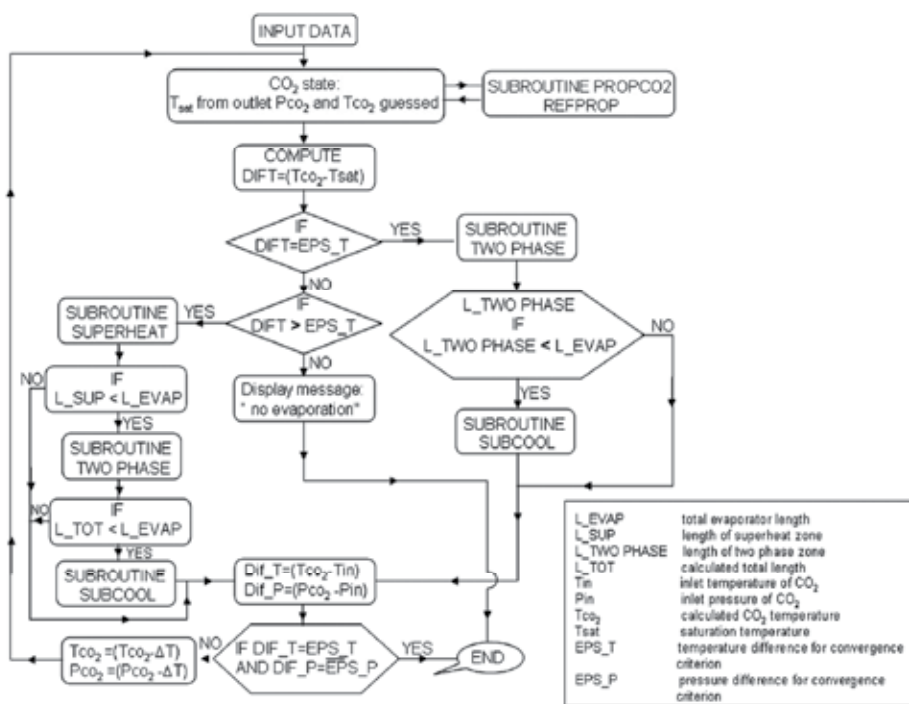 INPUT DATA
CO₂ state:
T_sat from outlet Pco₂ and Tco₂ guessed
SUBROUTINE PROPCO2
REFPROP
COMPUTE
DIFT=(Tco₂-Tsat)
IF
DIFT=EPS_T
YES
SUBROUTINE
TWO PHASE
NO
IF
DIFT > EPS_T
YES
SUBROUTINE
SUPERHEAT
L_TWO PHASE
IF
L_TWO PHASE < L_EVAP
NO
NO
IF
L_SUP < L_EVAP
NO
Display message:
" no evaporation"
YES
SUBROUTINE
SUBCOOL
YES
SUBROUTINE
TWO PHASE
NO
IF
L_TOT < L_EVAP
YES
SUBROUTINE
SUBCOOL
Dif_T=(Tco₂-Tin)
Dif_P=(Pco₂-Pin)
IF DIF_T=EPS_T
AND DIF_P=EPS_P
YES
END
NO
Tco₂ =(Tco₂-ΔT)
Pco₂ =(Pco₂ -ΔT)
L_EVAP total evaporator length
L_SUP length of superheat zone
L_TWO PHASE length of two phase zone
L_TOT calculated total length
Tin inlet temperature of CO₂
Pin inlet pressure of CO₂
Tco₂ calculated CO₂ temperature
Tsat saturation temperature
EPS_T temperature difference for convergence
criterion
EPS_P pressure difference for convergence
criterion